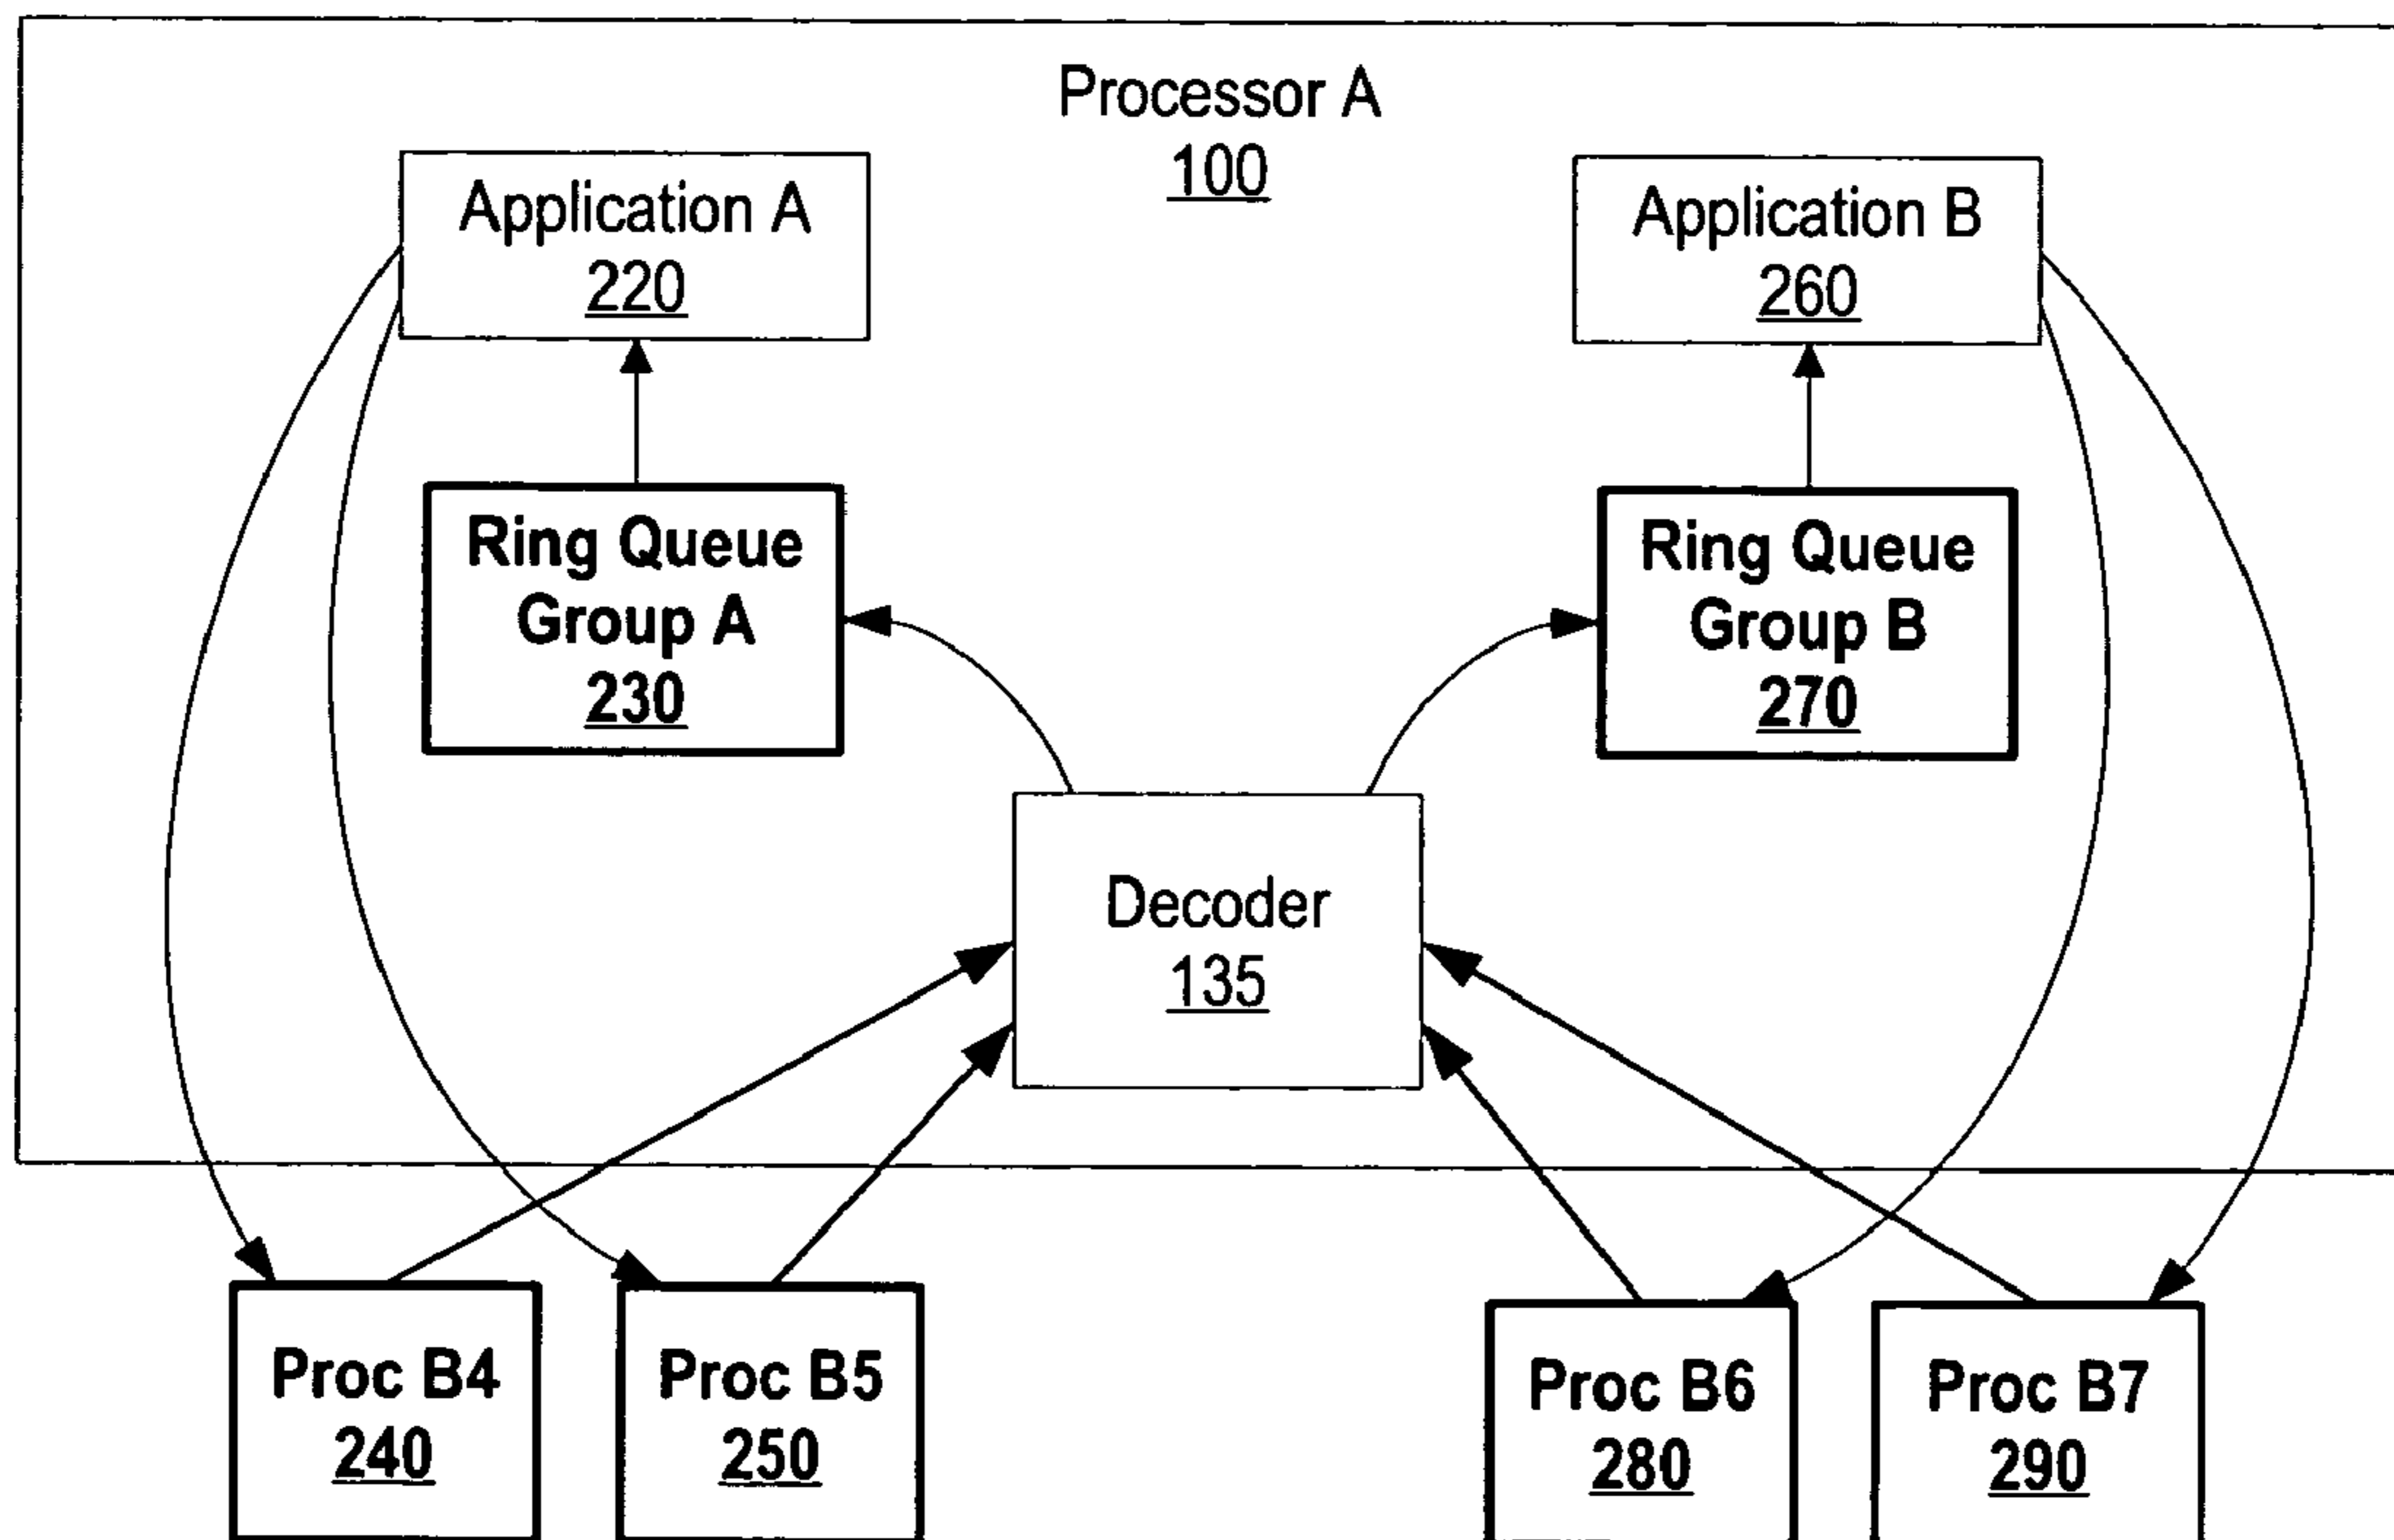 Processor A
100
Application A
220
Application B
260
Ring Queue
Group A
230
Ring Queue
Group B
270
Decoder
135
Proc B4
240
Proc B5
250
Proc B6
280
Proc B7
290